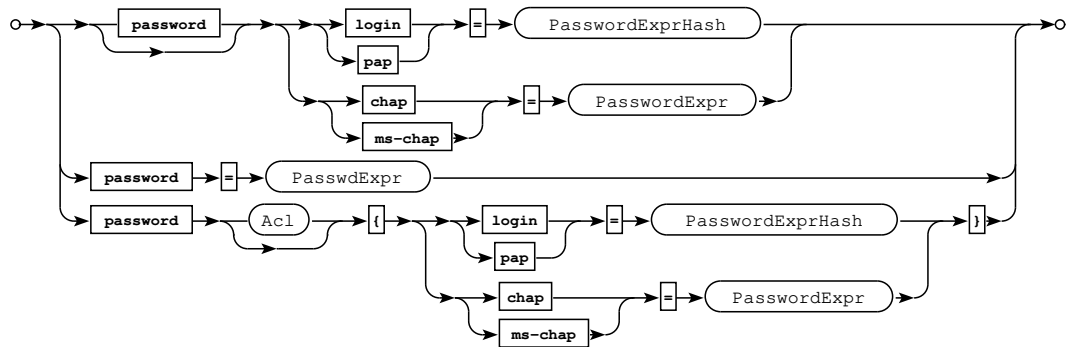 password login = PasswordExprHash
pap
chap = PasswordExpr
ms-chap
password = PasswdExpr
password Acl { login = PasswordExprHash }
pap
chap = PasswordExpr
ms-chap